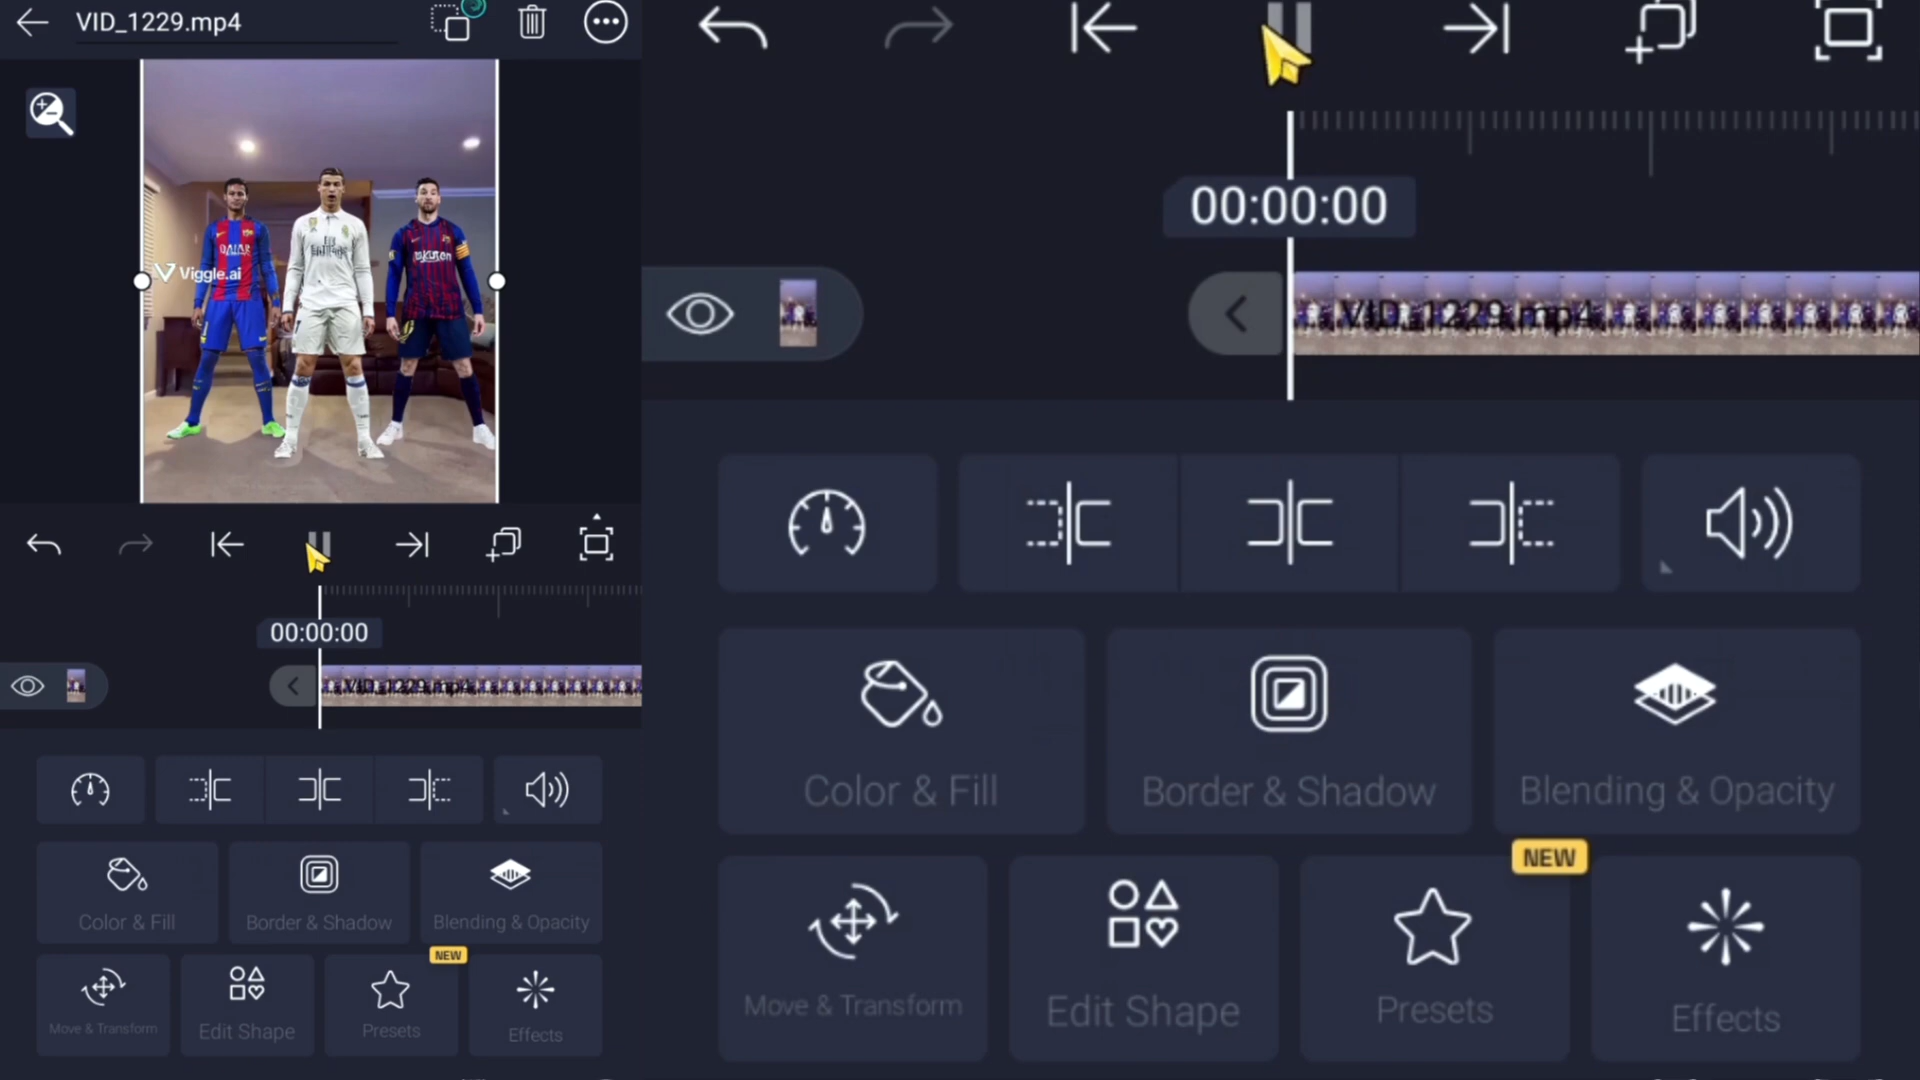 VID_1229.mp4
QATAR
Viggle.ai
Rakuten
00:00:00
VID_1229.mp4
Color & Fill
Border & Shadow
Blending & Opacity
NEW
Move & Transform
Edit Shape
Presets
Effects
00:00:00
VID_1229.mp4
Color & Fill
Border & Shadow
Blending & Opacity
NEW
Move & Transform
Edit Shape
Presets
Effects